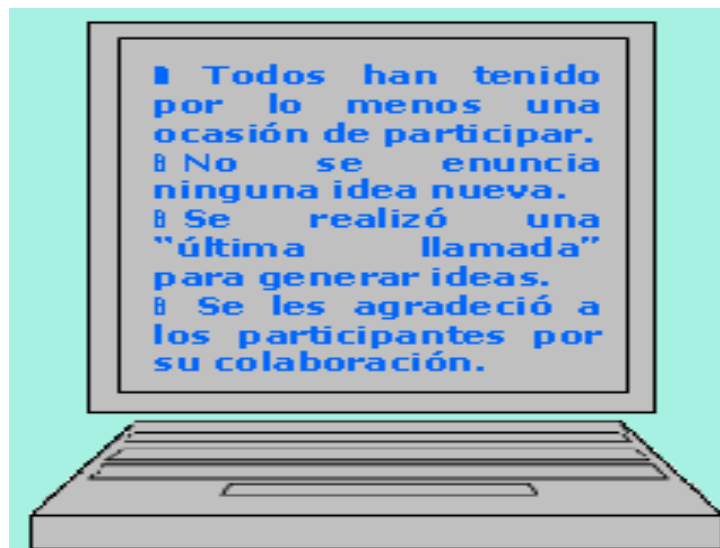 Todos han tenido
por lo menos una
ocasión de participar.
No se enuncia
ninguna idea nueva.
Se realizó una
"última llamada"
para generar ideas.
Se les agradeció a
los participantes por
su colaboración.